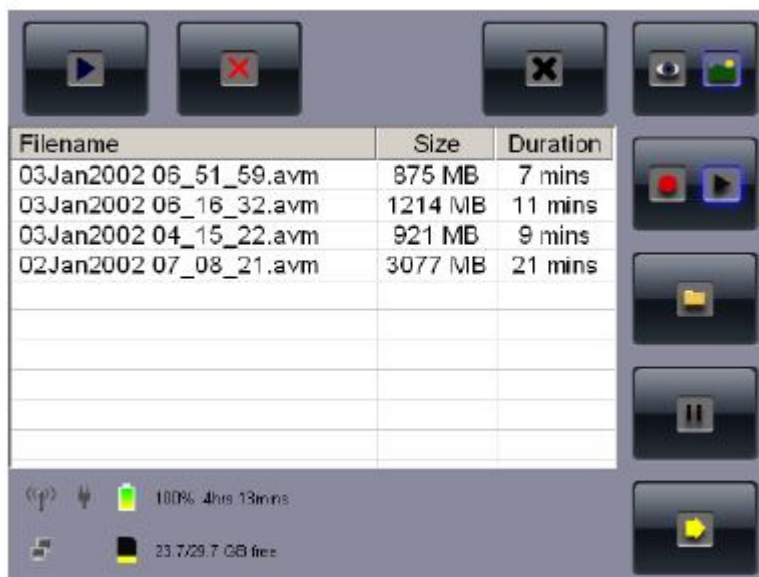 Filename Size Duration
03Jan2002 06_51_59.avm 875 MB 7 mins
03Jan2002 06_16_32.avm 1214 MB 11 mins
03Jan2002 04_15_22.avm 921 MB 9 mins
02Jan2002 07_08_21.avm 3077 MB 21 mins
100% 4hrs 13mins
23.7/29.7 GB free